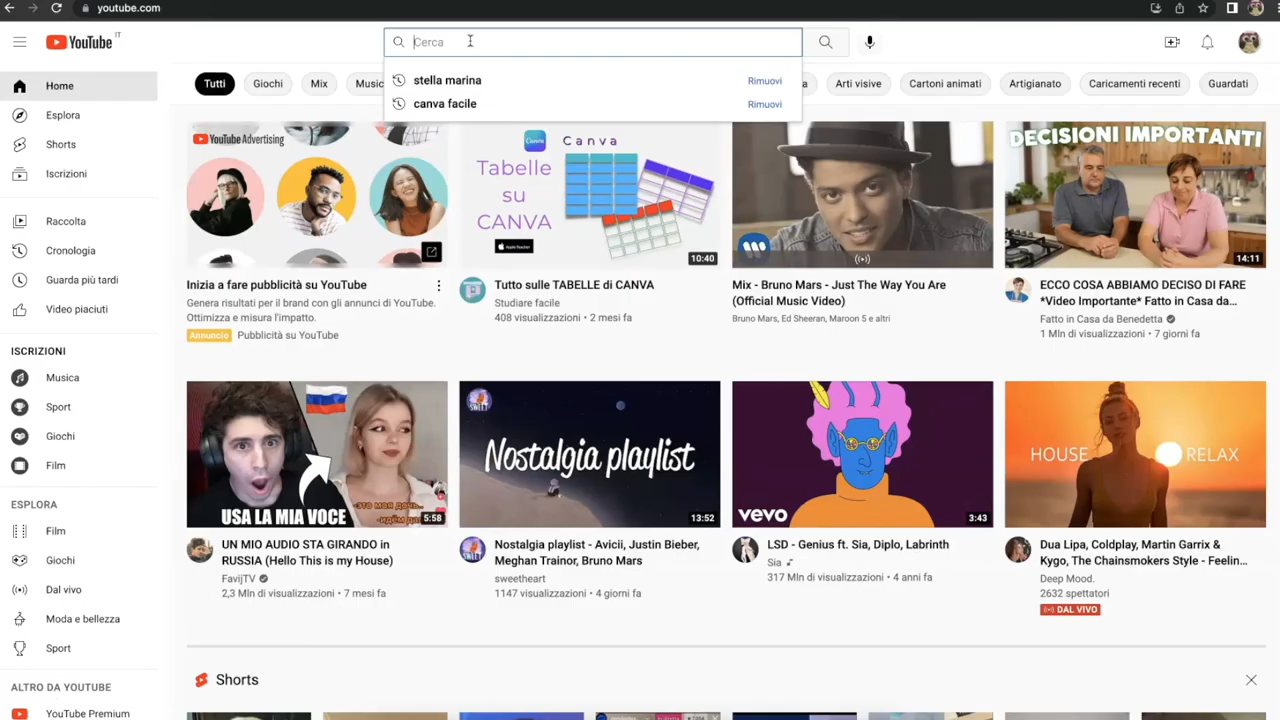 youtube.com
YouTube IT
Cerca
stella marina Rimuovi
canva facile Rimuovi
Tutti Giochi Mix Arti visive Cartoni animati Artigianato Caricamenti recenti Guardati
Home
Esplora
Shorts
Iscrizioni
Raccolta
Cronologia
Guarda più tardi
Video piaciuti
ISCRIZIONI
Musica
Sport
Giochi
Film
ESPLORA
Film
Giochi
Dal vivo
Moda e bellezza
Sport
ALTRO DA YOUTUBE
YouTube Premium
YouTube Advertising
Inizia a fare pubblicità su YouTube
Genera risultati per il brand con gli annunci di YouTube.
Ottimizza e misura l'impatto.
Annuncio Pubblicità su YouTube
Canva
Canva
Tabelle
su
CANVA
Apple Teacher
10:40
Tutto sulle TABELLE di CANVA
Studiare facile
408 visualizzazioni • 2 mesi fa
Mix - Bruno Mars - Just The Way You Are
(Official Music Video)
Bruno Mars, Ed Sheeran, Maroon 5 e altri
DECISIONI IMPORTANTI
14:11
ECCO COSA ABBIAMO DECISO DI FARE
*Video Importante* Fatto in Casa da...
Fatto in Casa da Benedetta
1 Mln di visualizzazioni • 7 giorni fa
USA LA MIA VOCE
5:58
UN MIO AUDIO STA GIRANDO in
RUSSIA (Hello This is my House)
FavijTV
2,3 Mln di visualizzazioni • 7 mesi fa
SWEET
Nostalgia playlist
13:52
Nostalgia playlist - Avicii, Justin Bieber,
Meghan Trainor, Bruno Mars
sweetheart
1147 visualizzazioni • 4 giorni fa
vevo
3:43
LSD - Genius ft. Sia, Diplo, Labrinth
Sia
317 Mln di visualizzazioni • 4 anni fa
HOUSE RELAX
Dua Lipa, Coldplay, Martin Garrix &
Kygo, The Chainsmokers Style - Feelin...
Deep Mood.
2632 spettatori
DAL VIVO
Shorts